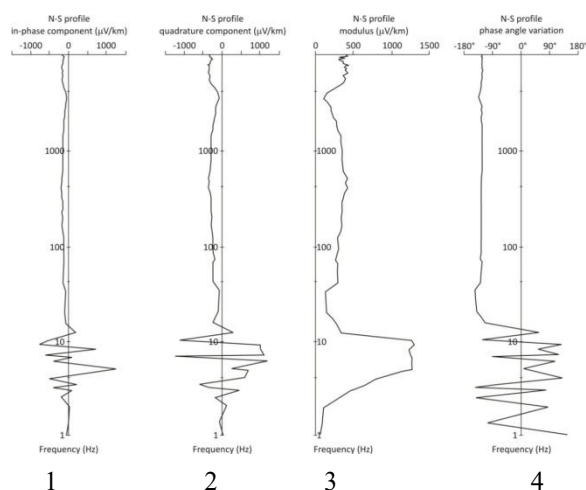 N-S profile
in-phase component (µV/km)
-1000 0 1000
1000
100
10
1
Frequency (Hz)
1
N-S profile
quadrature component (µV/km)
-1000 0 1000
1000
100
10
1
Frequency (Hz)
2
N-S profile
modulus (µV/km)
0 500 1000 1500
1000
100
10
1
Frequency (Hz)
3
N-S profile
phase angle variation
-180° -90° 0 90° 180°
1000
100
10
1
Frequency (Hz)
4